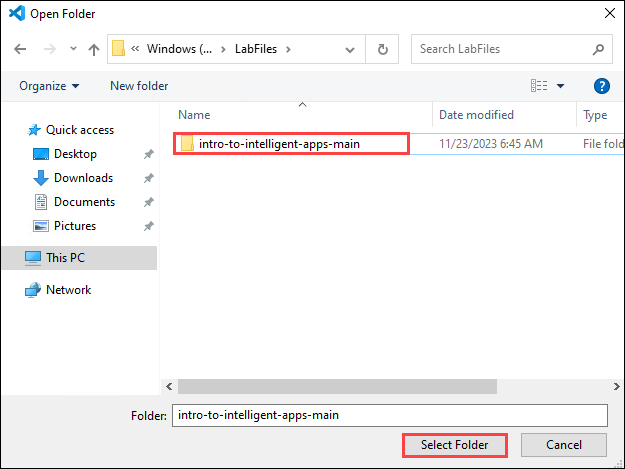 Open Folder
« Windows (... > LabFiles >
Search LabFiles
Organize
New folder
?
Name
Date modified
Type
Quick access
Desktop
Downloads
Documents
Pictures
This PC
Network
intro-to-intelligent-apps-main
11/23/2023 6:45 AM
File fold
Folder:
intro-to-intelligent-apps-main
Select Folder
Cancel